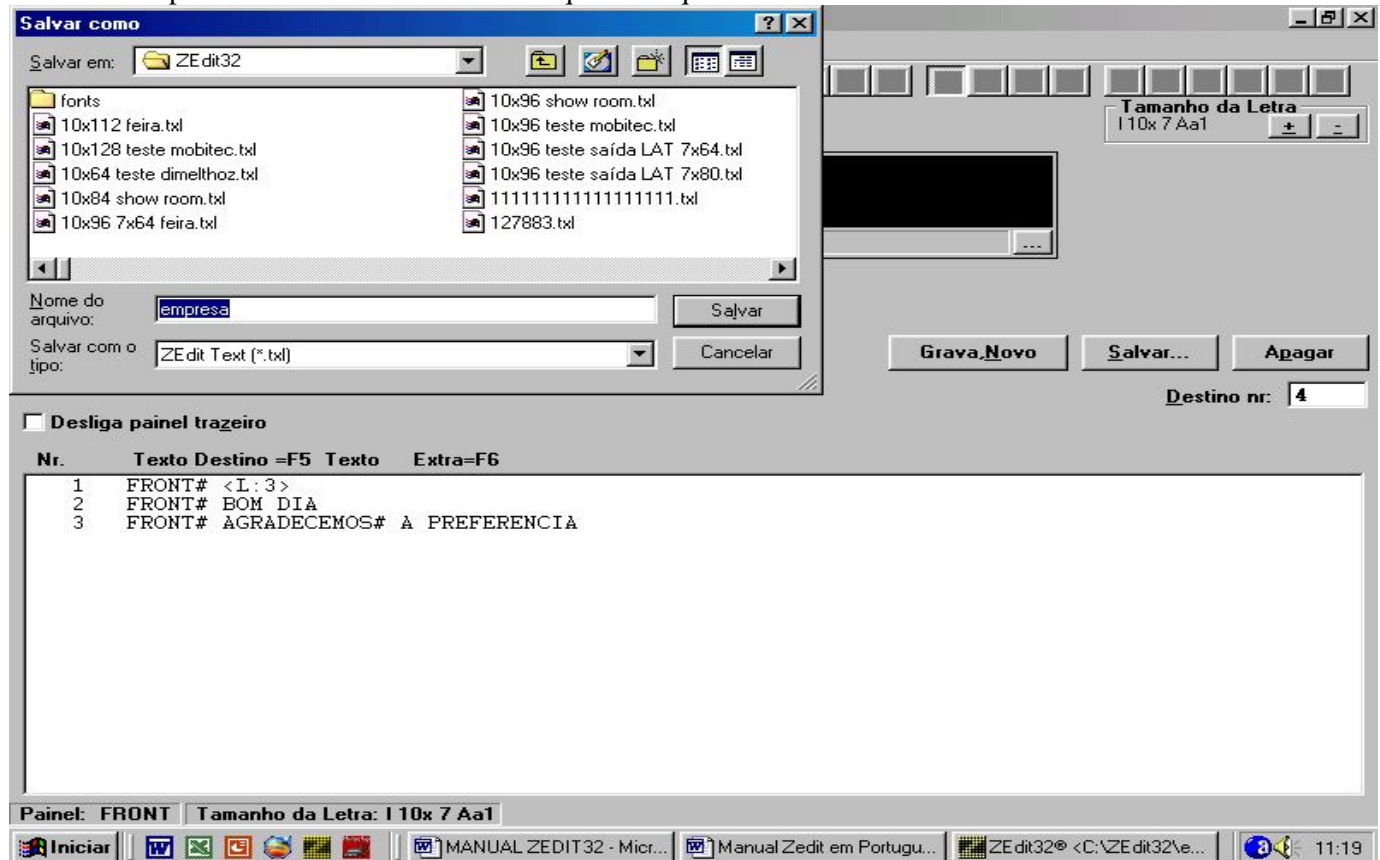 Salvar como
Salvar em: ZEdit32
fonts
10x112 feira.txl
10x128 teste mobitec.txl
10x64 teste dimelthoz.txl
10x84 show room.txl
10x96 7x64 feira.txl
10x96 show room.txl
10x96 teste mobitec.txl
10x96 teste saída LAT 7x64.txl
10x96 teste saída LAT 7x80.txl
111111111111111111.txl
127883.txl
Nome do arquivo: empresa
Salvar
Salvar com o tipo: ZEdit Text (*.txl)
Cancelar
Tamanho da Letra
I 10x 7 Aa1 + -
...
Grava,Novo Salvar... Apagar
Destino nr: 4
Desliga painel trazeiro
Nr. Texto Destino =F5 Texto Extra=F6
1 FRONT# <L:3>
2 FRONT# BOM DIA
3 FRONT# AGRADECEMOS# A PREFERENCIA
Painel: FRONT Tamanho da Letra: I 10x 7 Aa1
Iniciar MANUAL ZEDIT32 - Micr... Manual Zedit em Portugu... ZEdit32® <C:\ZEdit32\e... 11:19